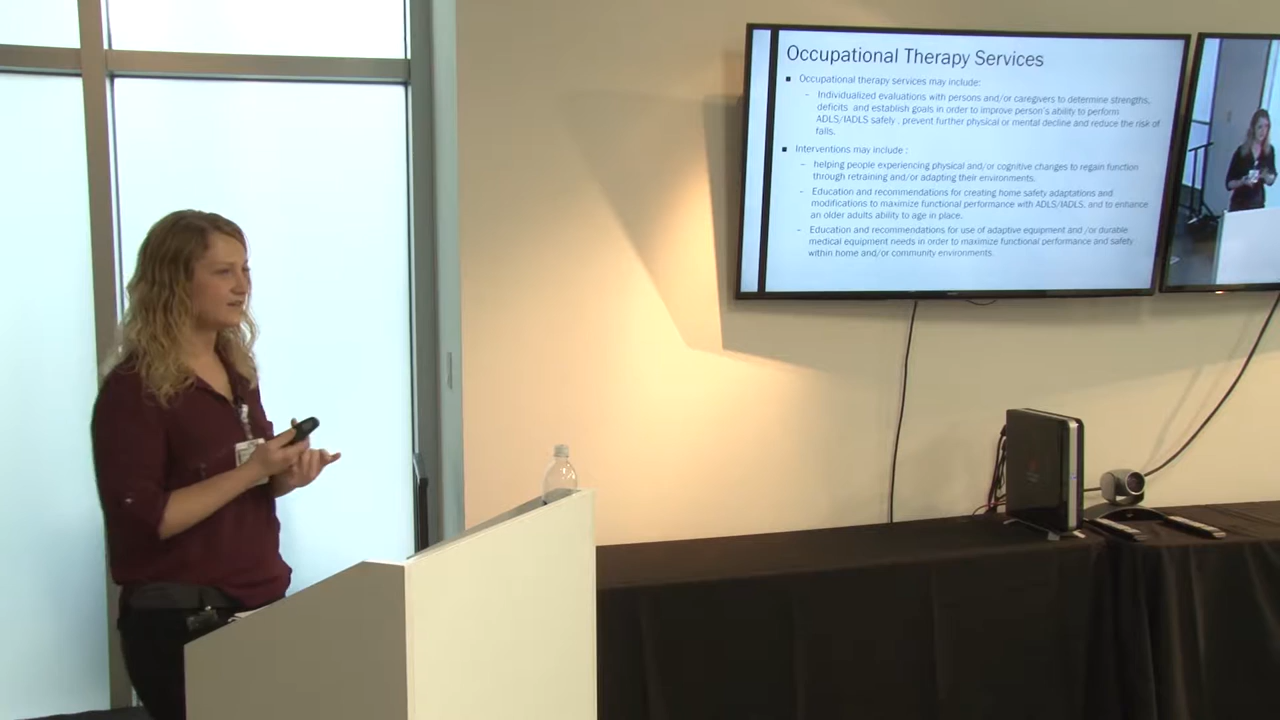 Occupational Therapy Services
▪ Occupational therapy services may include:
– Individualized evaluations with persons and/or caregivers to determine strengths,
deficits and establish goals in order to improve person's ability to perform
ADLS/IADLS safely , prevent further physical or mental decline and reduce the risk of
falls.
▪ Interventions may include :
– helping people experiencing physical and/or cognitive changes to regain function
through retraining and/or adapting their environments.
– Education and recommendations for creating home safety adaptations and
modifications to maximize functional performance with ADLS/IADLS, and to enhance
an older adults ability to age in place.
– Education and recommendations for use of adaptive equipment and /or durable
medical equipment needs in order to maximize functional performance and safety
within home and/or community environments.